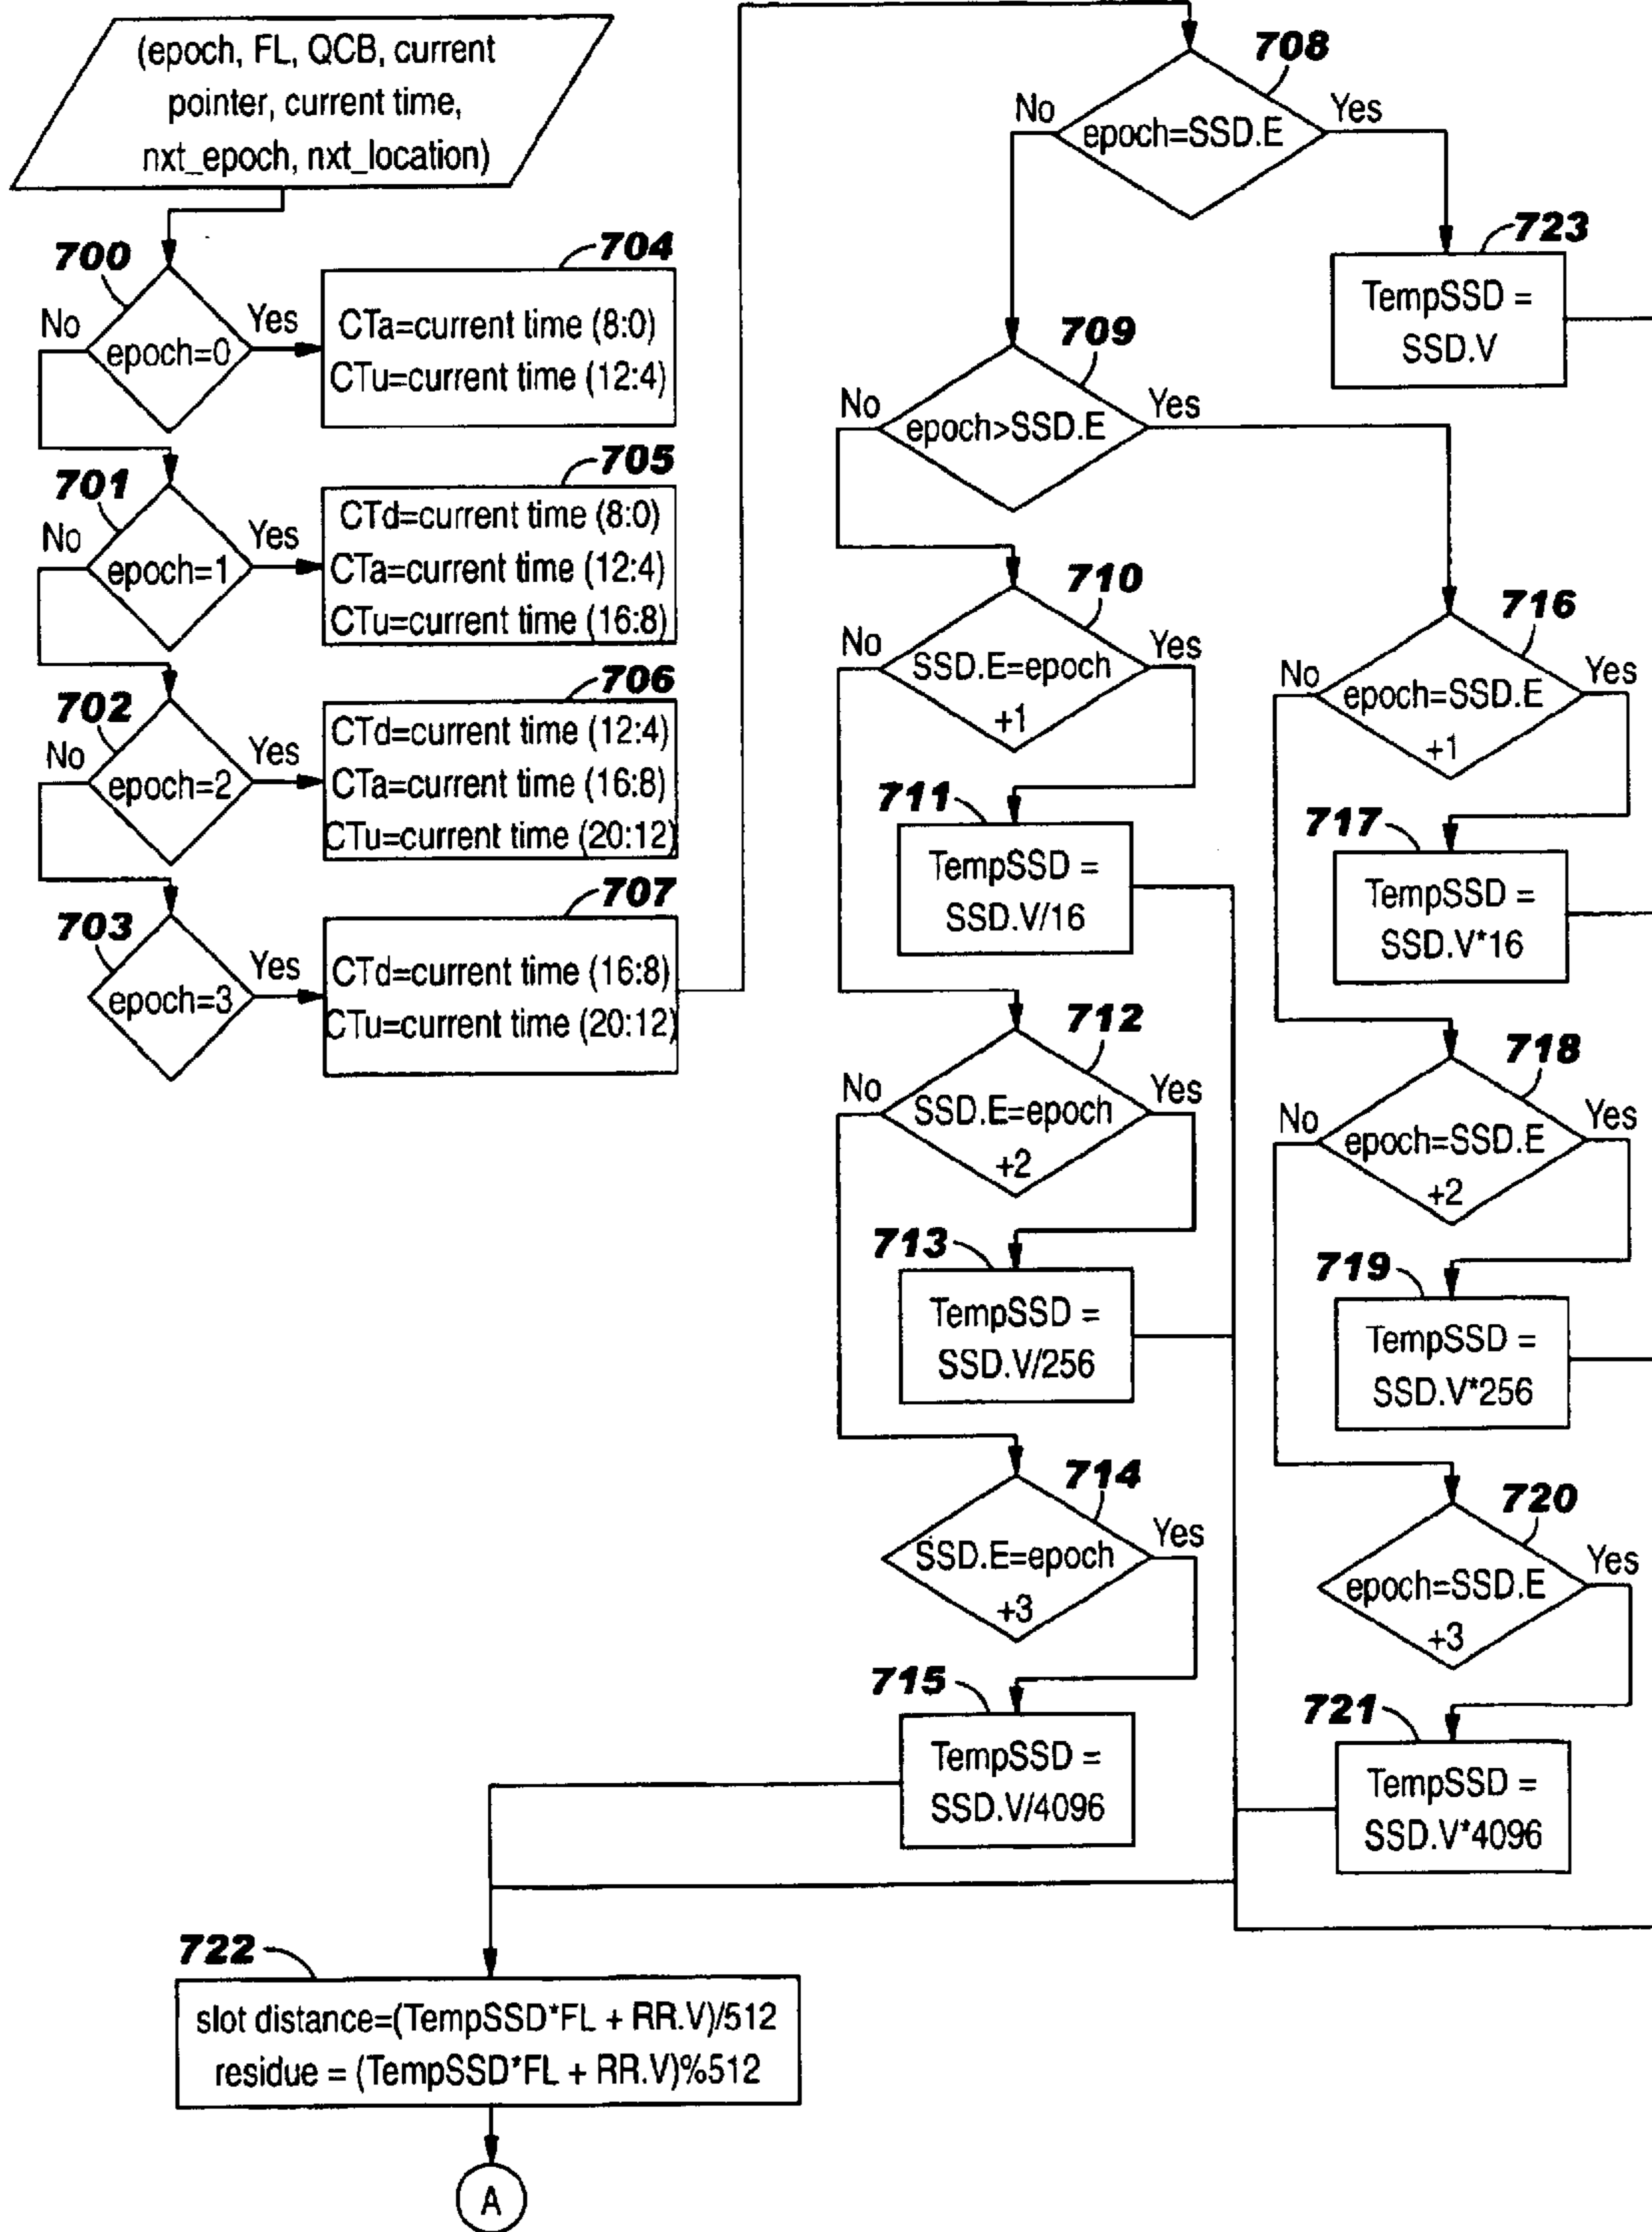 (epoch, FL, QCB, current
pointer, current time,
nxt_epoch, nxt_location)
700
No
Yes
epoch=0
704
CTa=current time (8:0)
CTu=current time (12:4)
701
No
Yes
epoch=1
705
CTd=current time (8:0)
CTa=current time (12:4)
CTu=current time (16:8)
702
No
Yes
epoch=2
706
CTd=current time (12:4)
CTa=current time (16:8)
CTu=current time (20:12)
703
Yes
epoch=3
707
CTd=current time (16:8)
CTu=current time (20:12)
708
No
Yes
epoch=SSD.E
723
TempSSD =
SSD.V
709
No
Yes
epoch>SSD.E
710
No
Yes
SSD.E=epoch
+1
711
TempSSD =
SSD.V/16
712
No
Yes
SSD.E=epoch
+2
713
TempSSD =
SSD.V/256
714
Yes
SSD.E=epoch
+3
715
TempSSD =
SSD.V/4096
716
No
Yes
epoch=SSD.E
+1
717
TempSSD =
SSD.V*16
718
No
Yes
epoch=SSD.E
+2
719
TempSSD =
SSD.V*256
720
Yes
epoch=SSD.E
+3
721
TempSSD =
SSD.V*4096
722
slot distance=(TempSSD*FL + RR.V)/512
residue = (TempSSD*FL + RR.V)%512
A